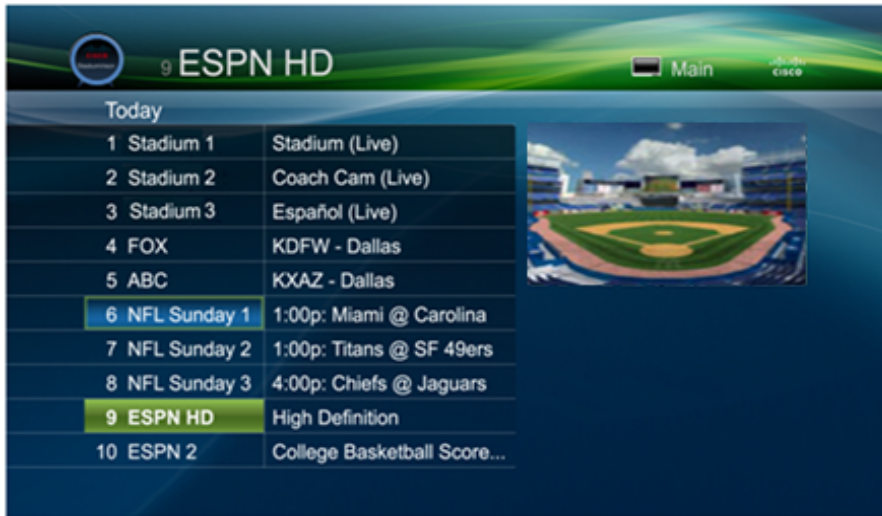 9 ESPN HD
Main
CISCO
Today
1 Stadium 1 Stadium (Live)
2 Stadium 2 Coach Cam (Live)
3 Stadium 3 Español (Live)
4 FOX KDFW - Dallas
5 ABC KXAZ - Dallas
6 NFL Sunday 1 1:00p: Miami @ Carolina
7 NFL Sunday 2 1:00p: Titans @ SF 49ers
8 NFL Sunday 3 4:00p: Chiefs @ Jaguars
9 ESPN HD High Definition
10 ESPN 2 College Basketball Score...